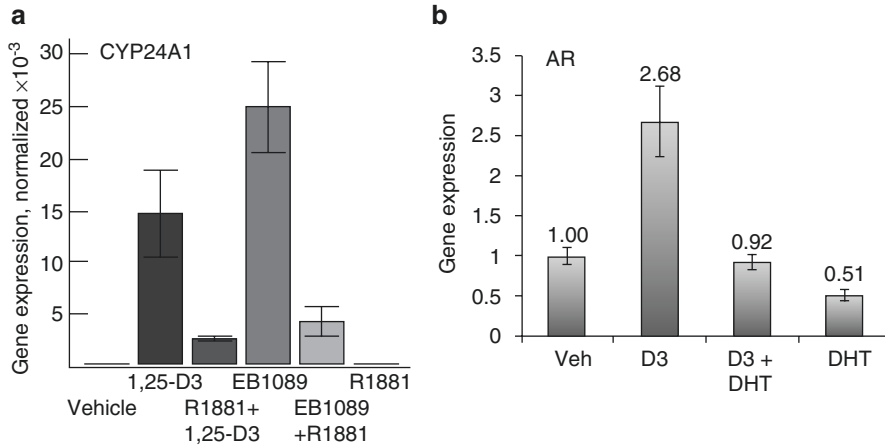 a
CYP24A1
Gene expression, normalized ×10⁻³
30
25
20
15
10
5
1,25-D3 EB1089 R1881
Vehicle R1881+ EB1089
1,25-D3 +R1881
b
AR
Gene expression
3.5
3
2.5
2
1.5
1
0.5
0
1.00
2.68
0.92
0.51
Veh D3 D3 + DHT
DHT